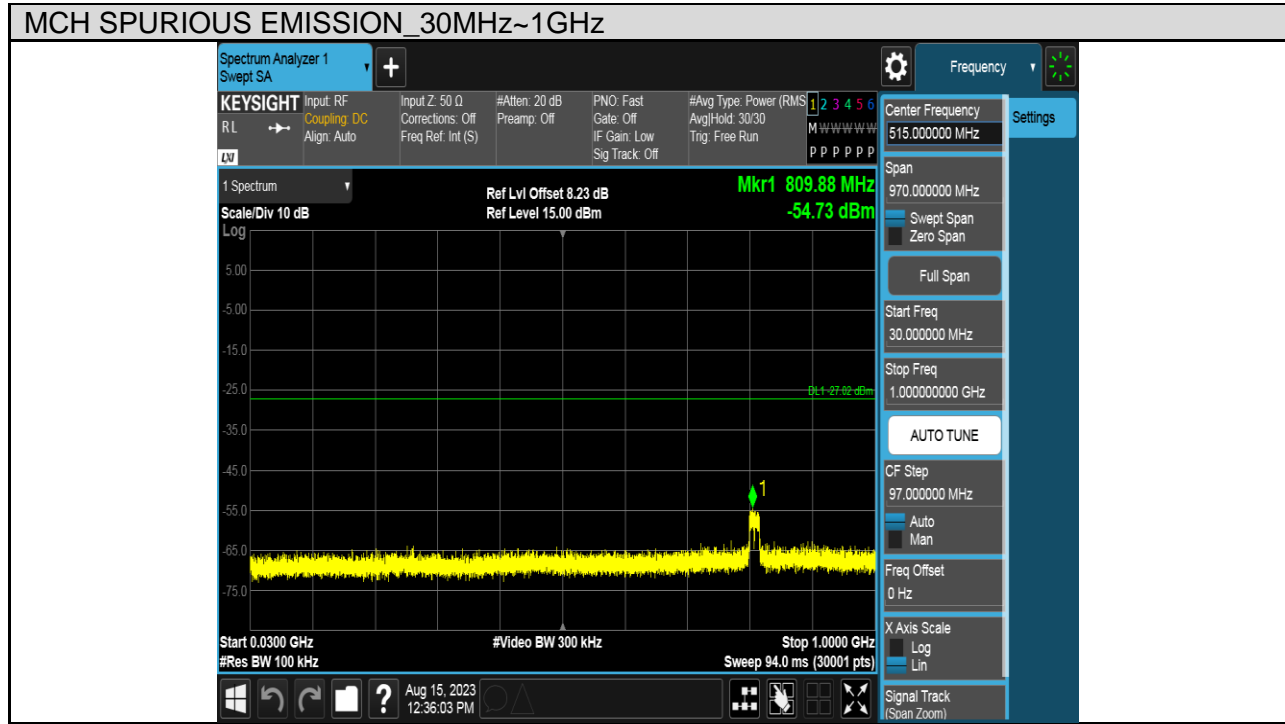 MCH SPURIOUS EMISSION_30MHz~1GHz
Spectrum Analyzer 1
Swept SA
+
Frequency
KEYSIGHT
RL
LXI
Input: RF
Coupling: DC
Align: Auto
Input Z: 50 Ω
Corrections: Off
Freq Ref: Int (S)
#Atten: 20 dB
Preamp: Off
PNO: Fast
Gate: Off
IF Gain: Low
Sig Track: Off
#Avg Type: Power (RMS
Avg|Hold: 30/30
Trig: Free Run
1 2 3 4 5 6
M W W W W W
P P P P P P
1 Spectrum
Scale/Div 10 dB
Ref Lvl Offset 8.23 dB
Ref Level 15.00 dBm
Mkr1 809.88 MHz
-54.73 dBm
Log
5.00
-5.00
-15.0
-25.0
DL1 -27.02 dBm
-35.0
-45.0
1
-55.0
-65.0
-75.0
Start 0.0300 GHz
#Res BW 100 kHz
#Video BW 300 kHz
Stop 1.0000 GHz
Sweep 94.0 ms (30001 pts)
Center Frequency
515.000000 MHz
Settings
Span
970.000000 MHz
Swept Span
Zero Span
Full Span
Start Freq
30.000000 MHz
Stop Freq
1.000000000 GHz
AUTO TUNE
CF Step
97.000000 MHz
Auto
Man
Freq Offset
0 Hz
X Axis Scale
Log
Lin
Signal Track
(Span Zoom)
?
Aug 15, 2023
12:36:03 PM